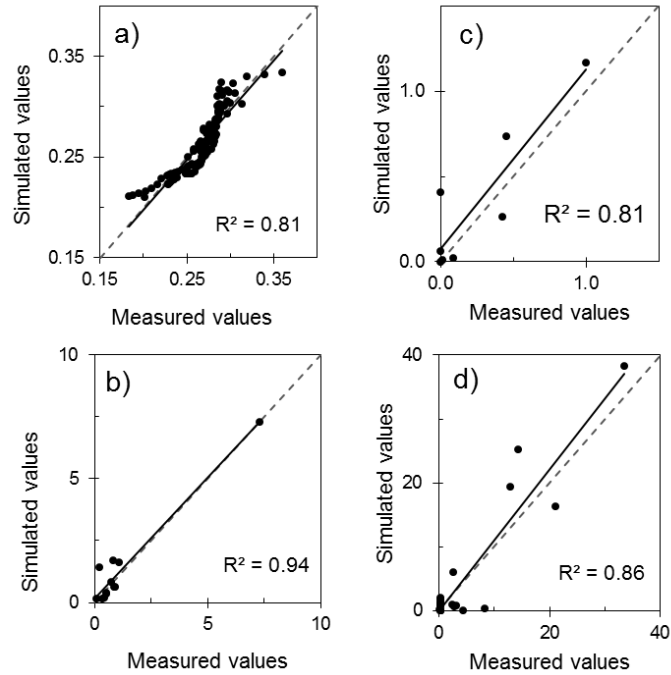 a)
0.35
0.25
0.15
0.15
0.25
0.35
Simulated values
Measured values
R² = 0.81
c)
1.0
0.0
0.0
1.0
Simulated values
Measured values
R² = 0.81
b)
10
5
0
0
5
10
Simulated values
Measured values
R² = 0.94
d)
40
20
0
0
20
40
Simulated values
Measured values
R² = 0.86